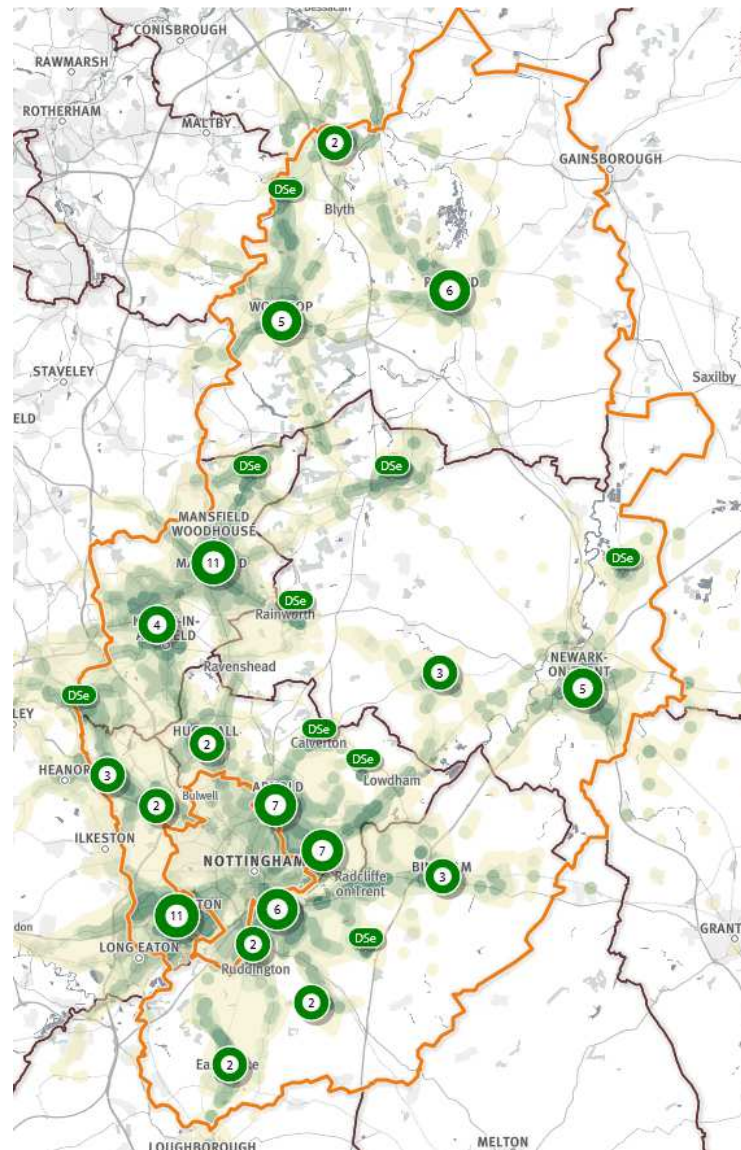 Bessacarr
CONISBROUGH
RAWMARSH
ROTHERHAM
MALTBY
2
GAINSBOROUGH
DSe
Blyth
6
5
STAVELEY
Saxilby
DSe
DSe
MANSFIELD
WOODHOUSE
11
DSe
DSe
Rainworth
4
Ravenshead
NEWARK-
ON-TRENT
3
5
DSe
2
DSe
Calverton
DSe
Lowdham
HEANOR
3
2
Bulwell
7
ILKESTON
NOTTINGHAM
7
Radcliffe
on Trent
BINGHAM
3
11
6
LONG EATON
2
DSe
Ruddington
2
2
LOUGHBOROUGH
MELTON